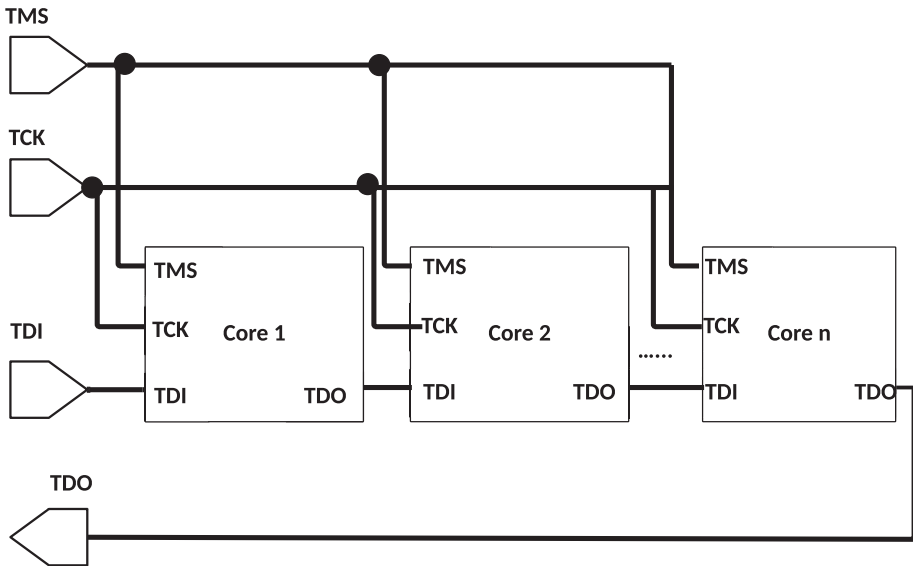 TMS
TCK
TMS
TMS
TMS
TDI
TCK
Core 1
TCK
Core 2
TCK
Core n
......
TDI
TDO
TDI
TDO
TDI
TDO
TDO